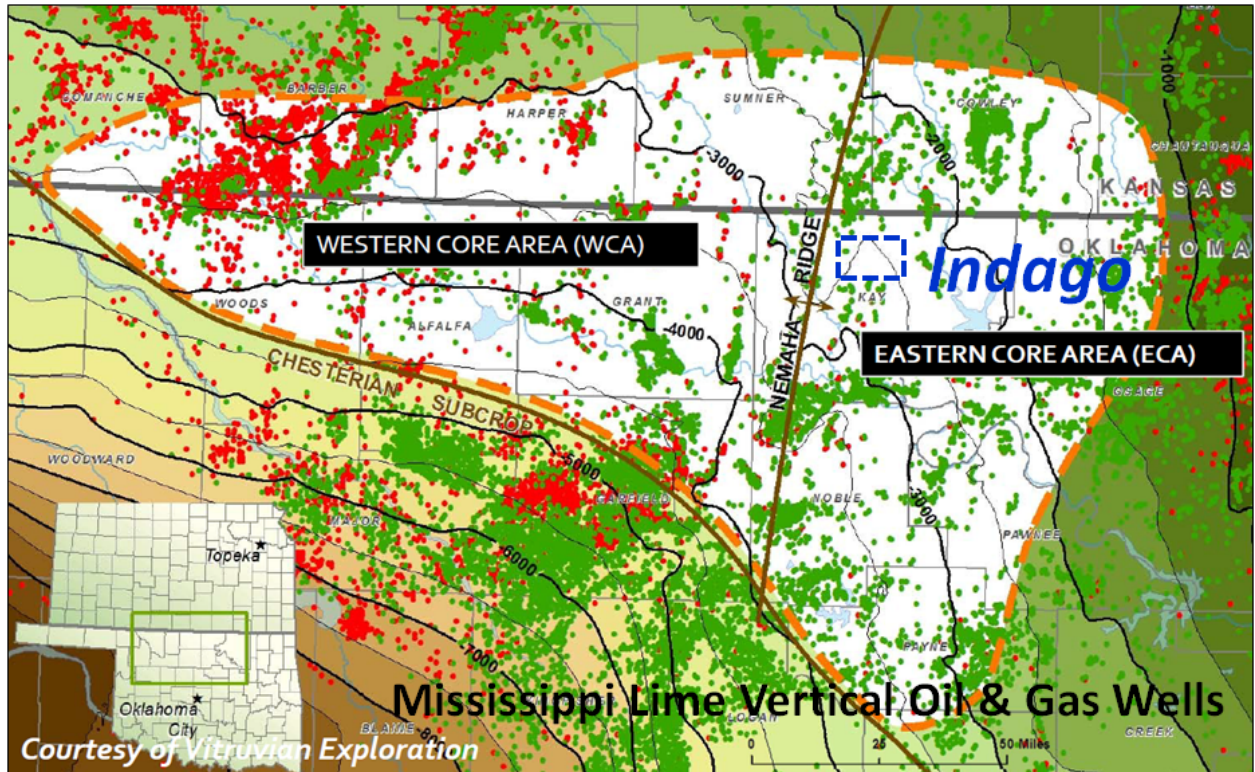 COMANCHE
BARBER
HARPER
SUMNER
COWLEY
-1000
CHAUTAUQUA
-2000
-3000
KANSAS
OKLAHOMA
WESTERN CORE AREA (WCA)
NEMAHA RIDGE
Indago
KAY
WOODS
ALFALFA
GRANT
-4000
EASTERN CORE AREA (ECA)
CHESTERIAN SUBCROP
OSAGE
WOODWARD
-5000
GARFIELD
NOBLE
-3000
MAJOR
PAWNEE
Topeka
-6000
PAYNE
-7000
Mississippi Lime Vertical Oil & Gas Wells
Oklahoma
City
BLAINE
LOGAN
CREEK
0 25 50 Miles
Courtesy of Vitruvian Exploration